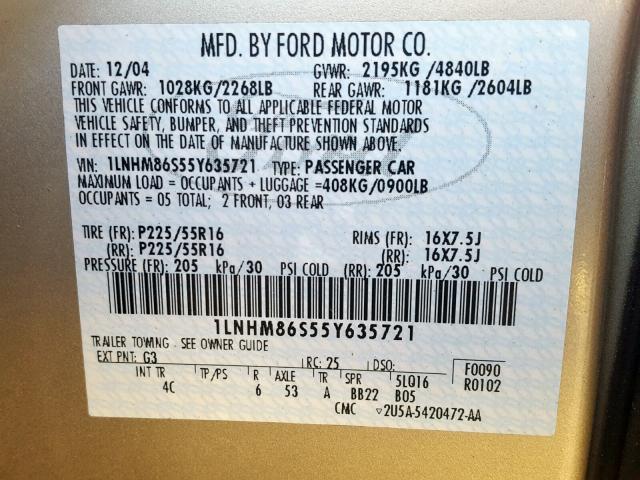 MFD. BY FORD MOTOR CO.
DATE: 12/04 GVWR: 2195KG /4840LB
FRONT GAWR: 1028KG/2268LB REAR GAWR: 1181KG /2604LB
THIS VEHICLE CONFORMS TO ALL APPLICABLE FEDERAL MOTOR
VEHICLE SAFETY, BUMPER, AND THEFT PREVENTION STANDARDS
IN EFFECT ON THE DATE OF MANUFACTURE SHOWN ABOVE.
VIN: 1LNHM86S55Y635721 TYPE: PASSENGER CAR
MAXIMUM LOAD = OCCUPANTS + LUGGAGE =408KG/0900LB
OCCUPANTS = 05 TOTAL; 2 FRONT, 03 REAR
TIRE (FR): P225/55R16 RIMS (FR): 16X7.5J
(RR): P225/55R16 (RR): 16X7.5J
PRESSURE (FR): 205 kPa/30 PSI COLD (RR): 205 kPa/30 PSI COLD
1LNHM86S55Y635721
TRAILER TOWING - SEE OWNER GUIDE
EXT PNT: G3 RC: 25 DSO: F0090
INT TR TP/PS R AXLE TR SPR 5LQ16 R0102
4C 6 53 A BB22 B05
CMC ▽2U5A-5420472-AA